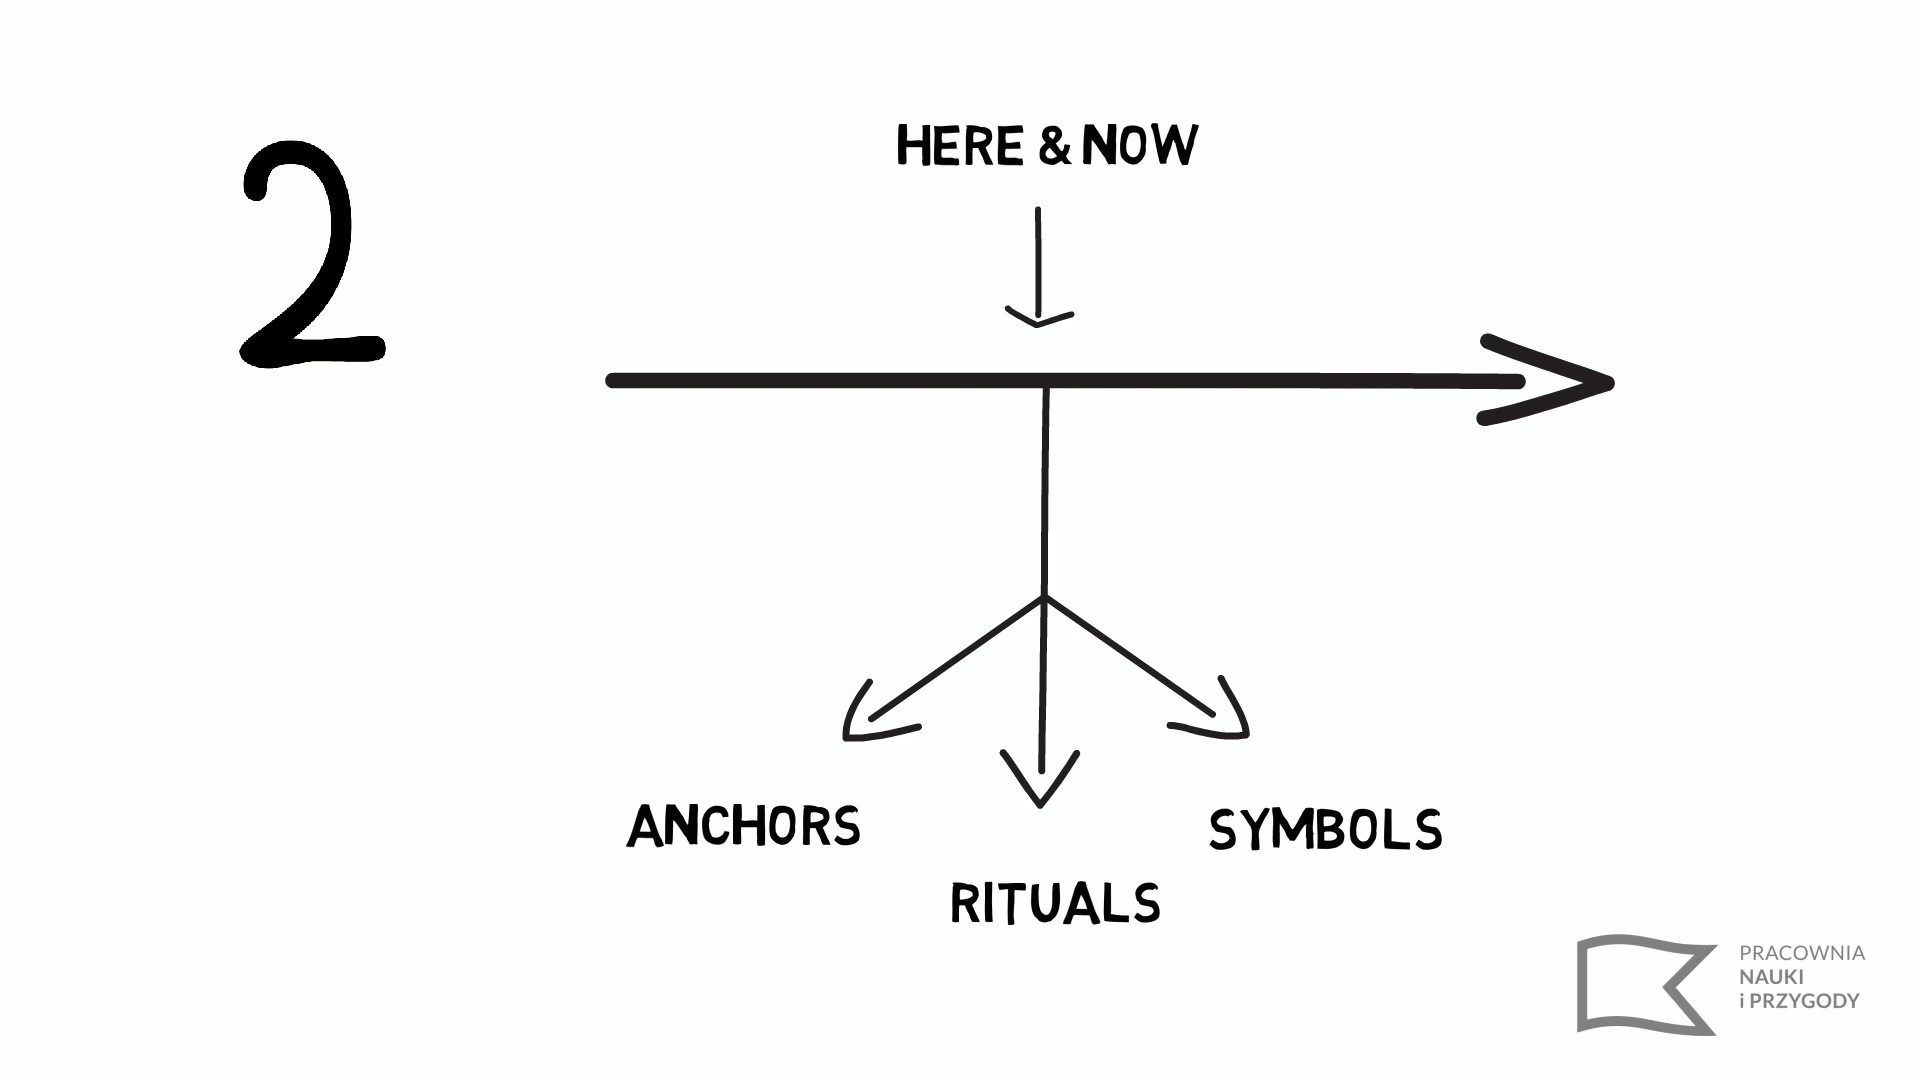 2
HERE & NOW
ANCHORS
SYMBOLS
RITUALS
PRACOWNIA
NAUKI
i PRZYGODY